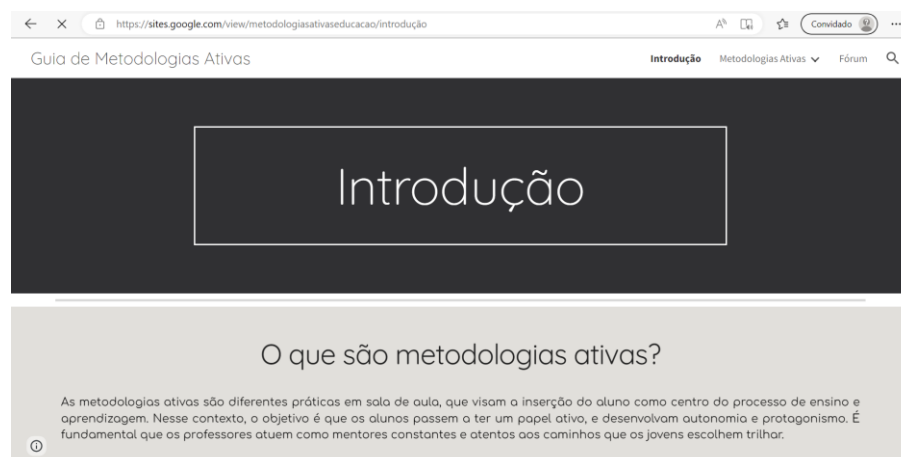 https://sites.google.com/view/metodologiasativaseducacao/introdução
Convidado
Guia de Metodologias Ativas
Introdução Metodologias Ativas Fórum
Introdução
O que são metodologias ativas?
As metodologias ativas são diferentes práticas em sala de aula, que visam a inserção do aluno como centro do processo de ensino e
aprendizagem. Nesse contexto, o objetivo é que os alunos passem a ter um papel ativo, e desenvolvam autonomia e protagonismo. É
fundamental que os professores atuem como mentores constantes e atentos aos caminhos que os jovens escolhem trilhar.